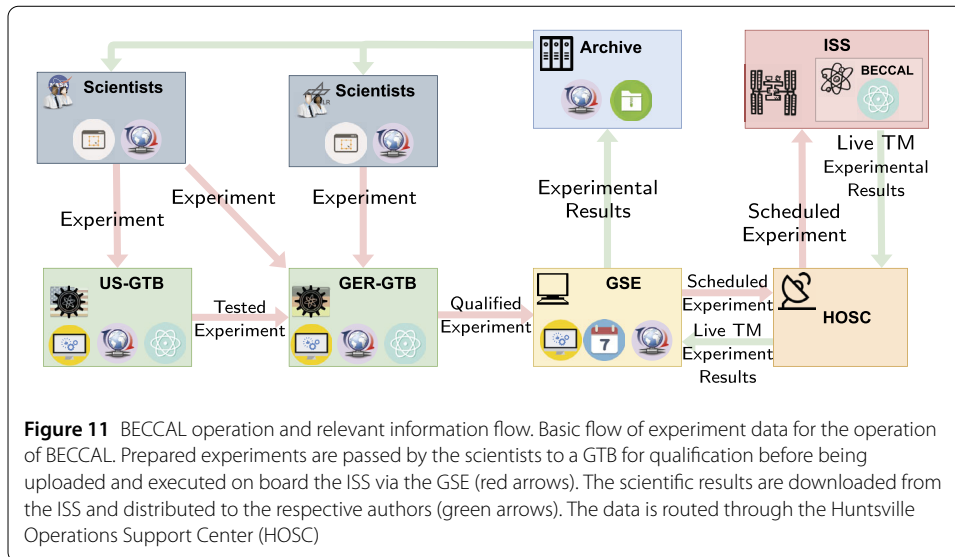 Archive
ISS
Scientists
Scientists
BECCAL
Live TM
Experimental
Results
Experiment
Experiment
Experiment
Experimental
Results
Scheduled
Experiment
US-GTB
GER-GTB
GSE
HOSC
Tested
Experiment
Qualified
Experiment
Scheduled
Experiment
Live TM
Experiment
Results
7
Figure 11 BECCAL operation and relevant information flow. Basic flow of experiment data for the operation
of BECCAL. Prepared experiments are passed by the scientists to a GTB for qualification before being
uploaded and executed on board the ISS via the GSE (red arrows). The scientific results are downloaded from
the ISS and distributed to the respective authors (green arrows). The data is routed through the Huntsville
Operations Support Center (HOSC)